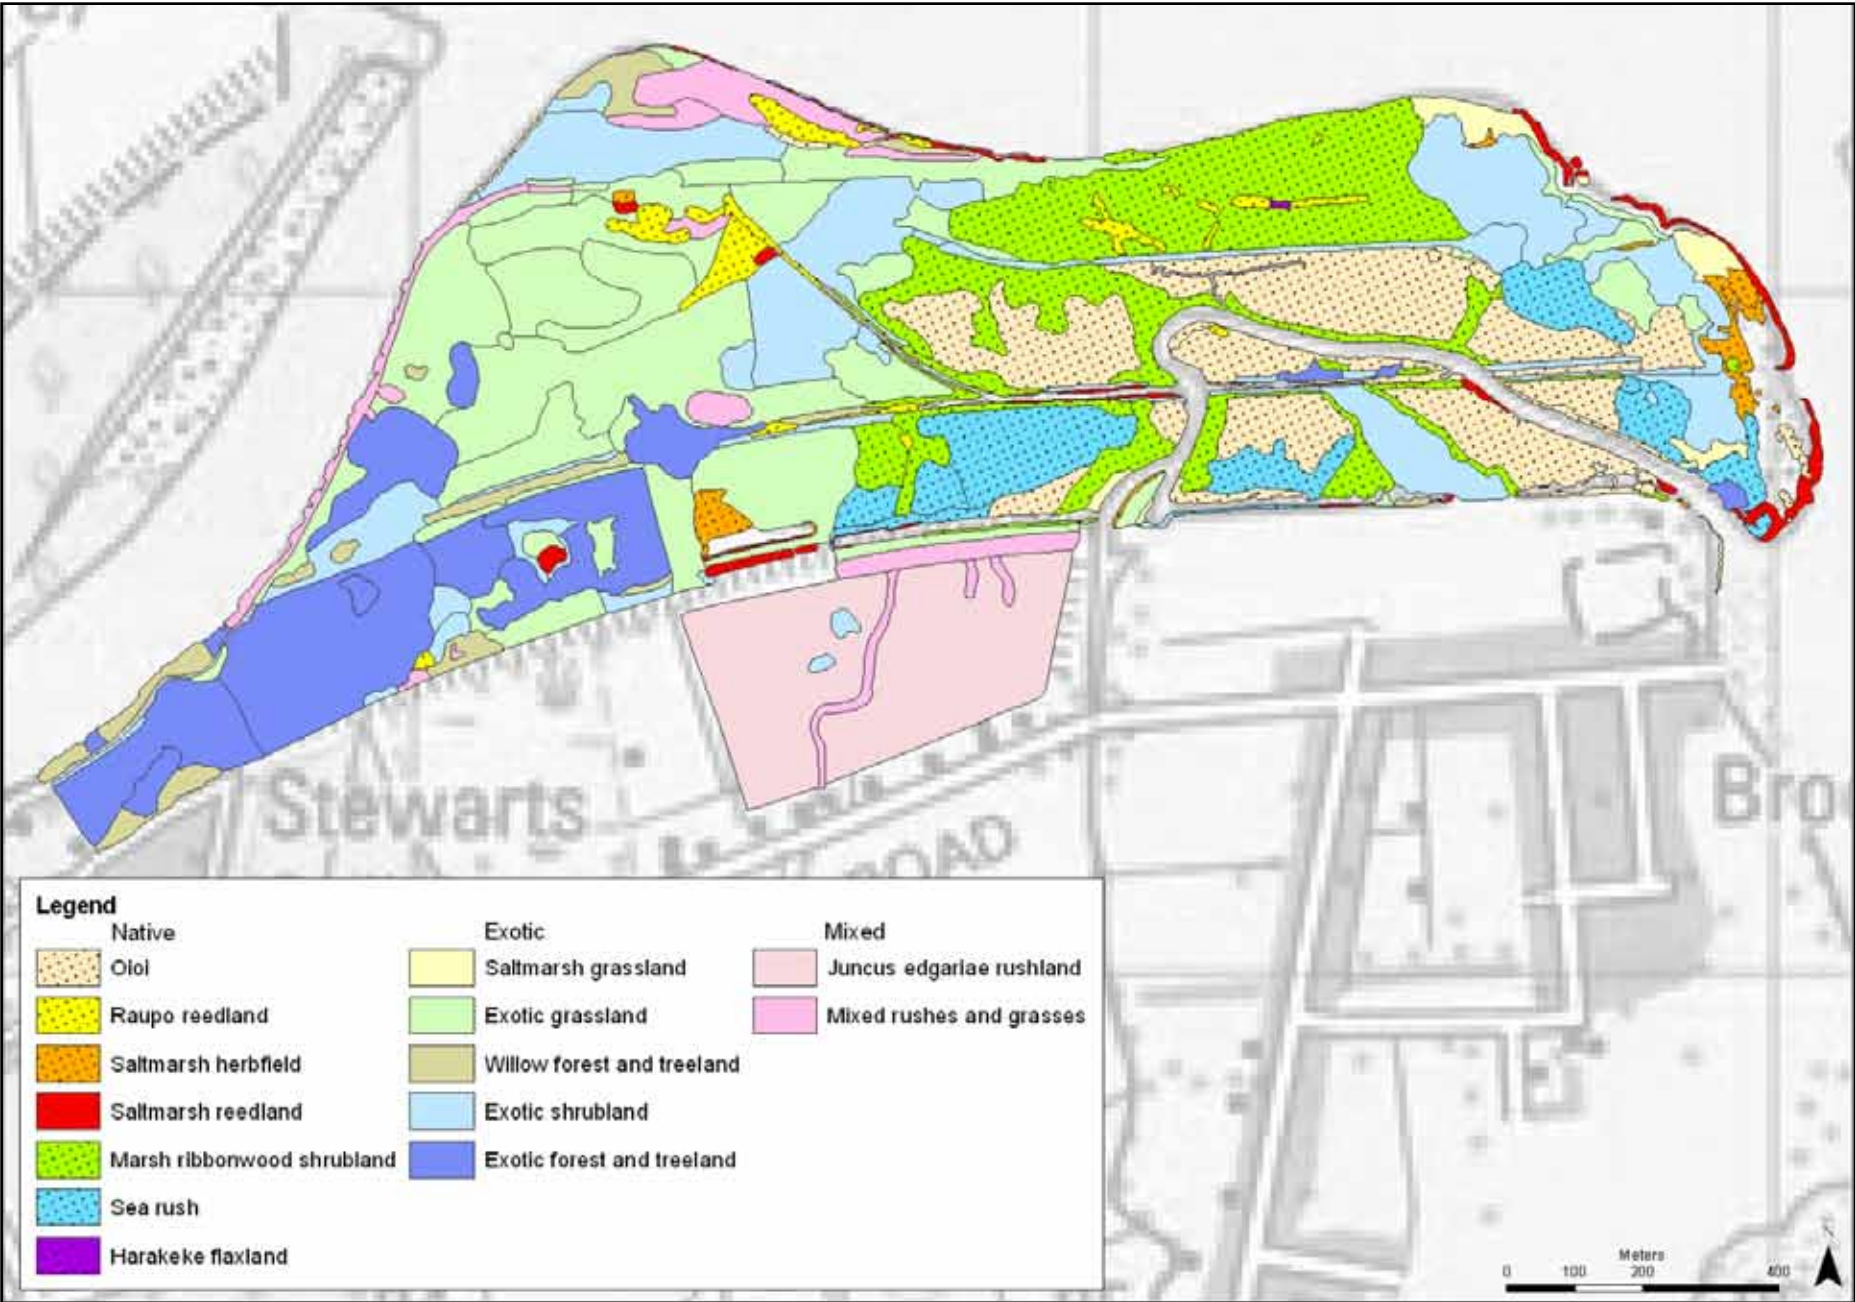 Stewarts
ROAD
Bro
Legend
Native
Exotic
Mixed
Oioi
Saltmarsh grassland
Juncus edgariae rushland
Raupo reedland
Exotic grassland
Mixed rushes and grasses
Saltmarsh herbfield
Willow forest and treeland
Saltmarsh reedland
Exotic shrubland
Marsh ribbonwood shrubland
Exotic forest and treeland
Sea rush
Harakeke flaxland
Meters
0 100 200 400